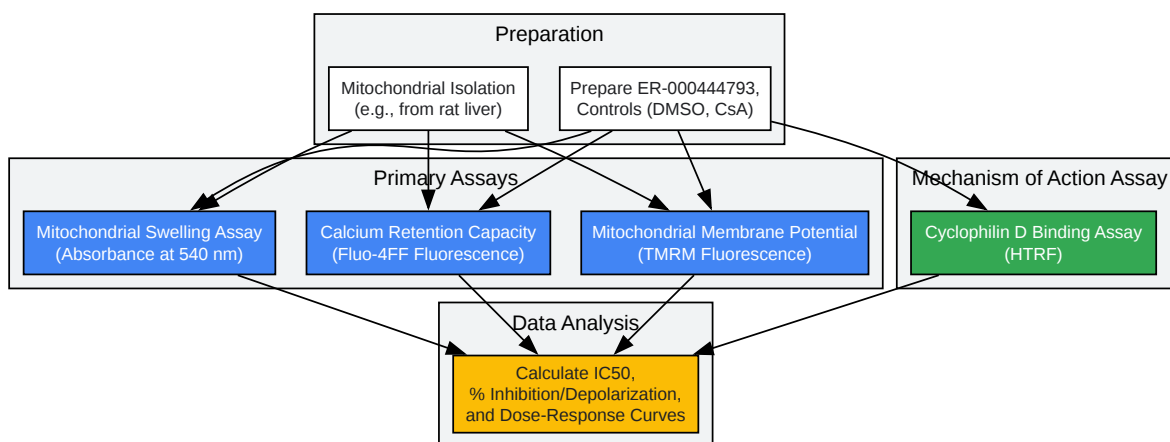 Preparation
Mitochondrial Isolation
(e.g., from rat liver)
Prepare ER-000444793,
Controls (DMSO, CsA)
Primary Assays
Mechanism of Action Assay
Mitochondrial Swelling Assay
(Absorbance at 540 nm)
Calcium Retention Capacity
(Fluo-4FF Fluorescence)
Mitochondrial Membrane Potential
(TMRM Fluorescence)
Cyclophilin D Binding Assay
(HTRF)
Data Analysis
Calculate IC50,
% Inhibition/Depolarization,
and Dose-Response Curves